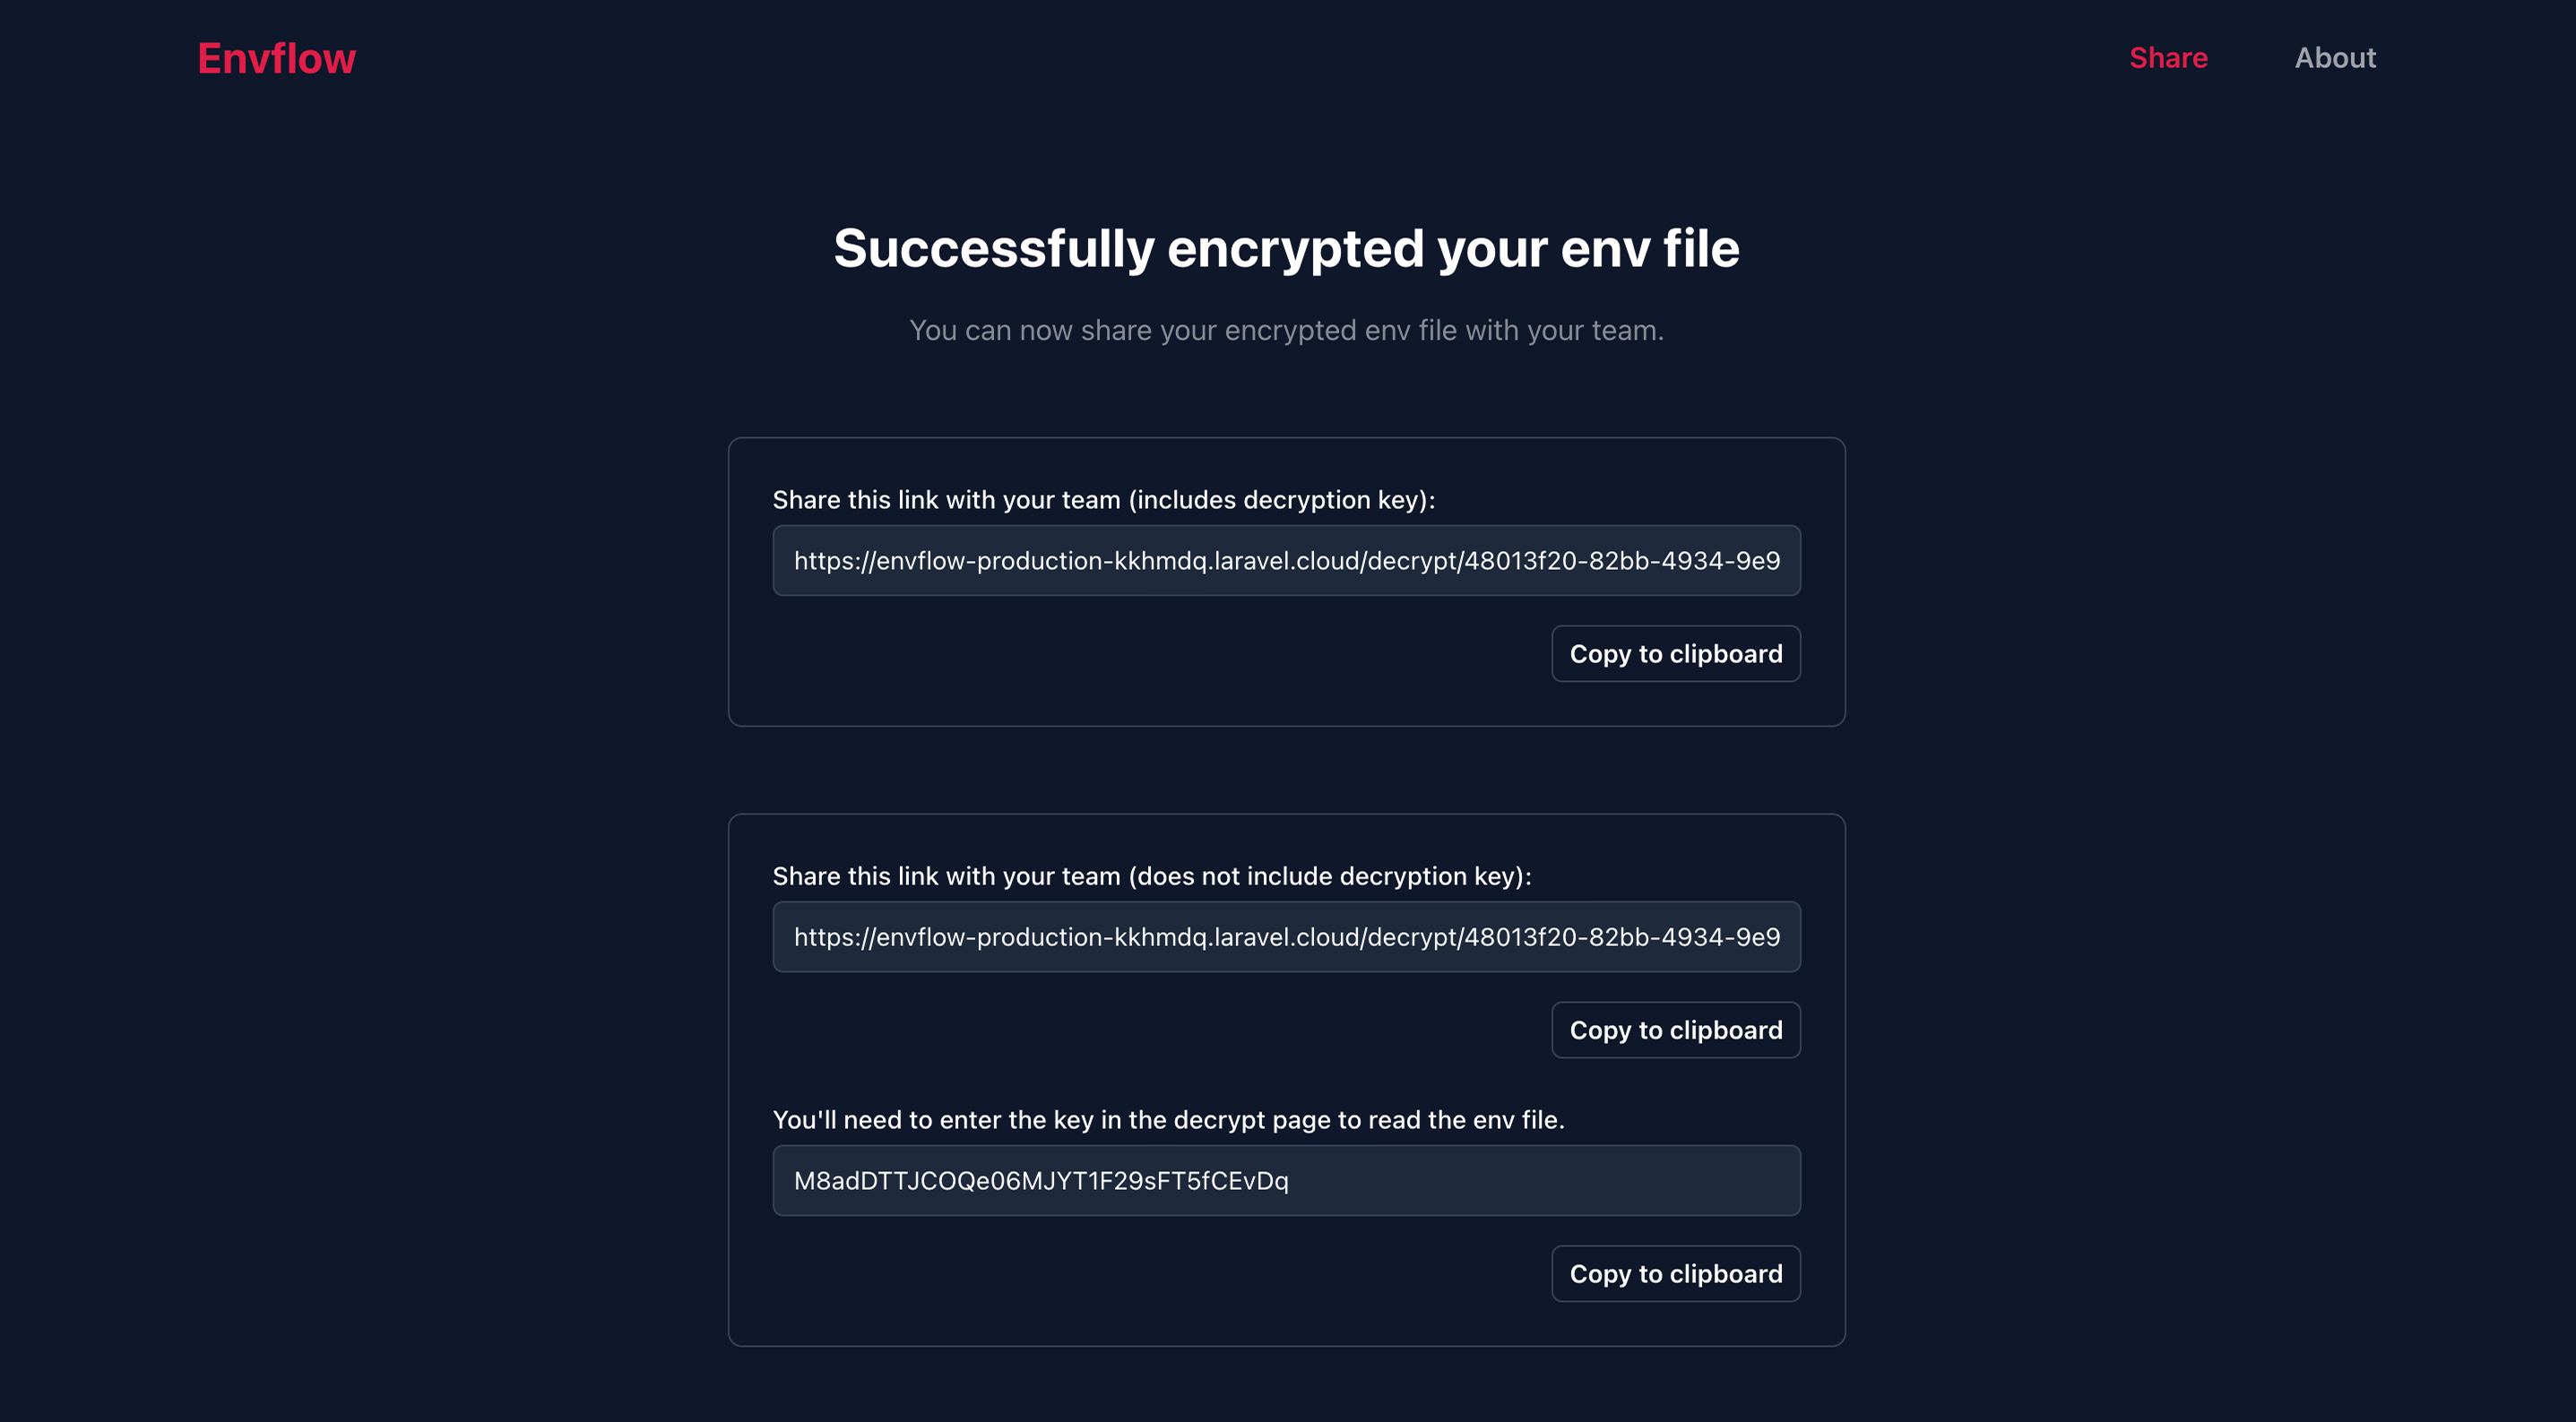 Envflow
Share
About
Successfully encrypted your env file
You can now share your encrypted env file with your team.
Share this link with your team (includes decryption key):
https://envflow-production-kkhmdq.laravel.cloud/decrypt/48013f20-82bb-4934-9e9
Copy to clipboard
Share this link with your team (does not include decryption key):
https://envflow-production-kkhmdq.laravel.cloud/decrypt/48013f20-82bb-4934-9e9
Copy to clipboard
You'll need to enter the key in the decrypt page to read the env file.
M8adDTTJCOQe06MJYT1F29sFT5fCEvDq
Copy to clipboard